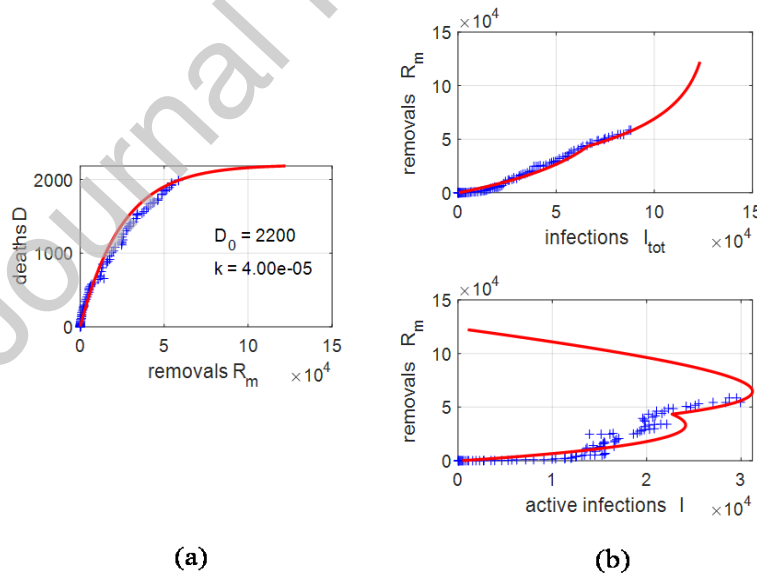 Journal
2000
1000
0
deaths D
D0 = 2200
k = 4.00e-05
0 5 10 15
removals Rm ×10^4
(a)
×10^4
15
10
5
0
removals Rm
0 5 10 15
infections Itot ×10^4
×10^4
15
10
5
0
removals Rm
0 1 2 3
active infections I ×10^4
(b)